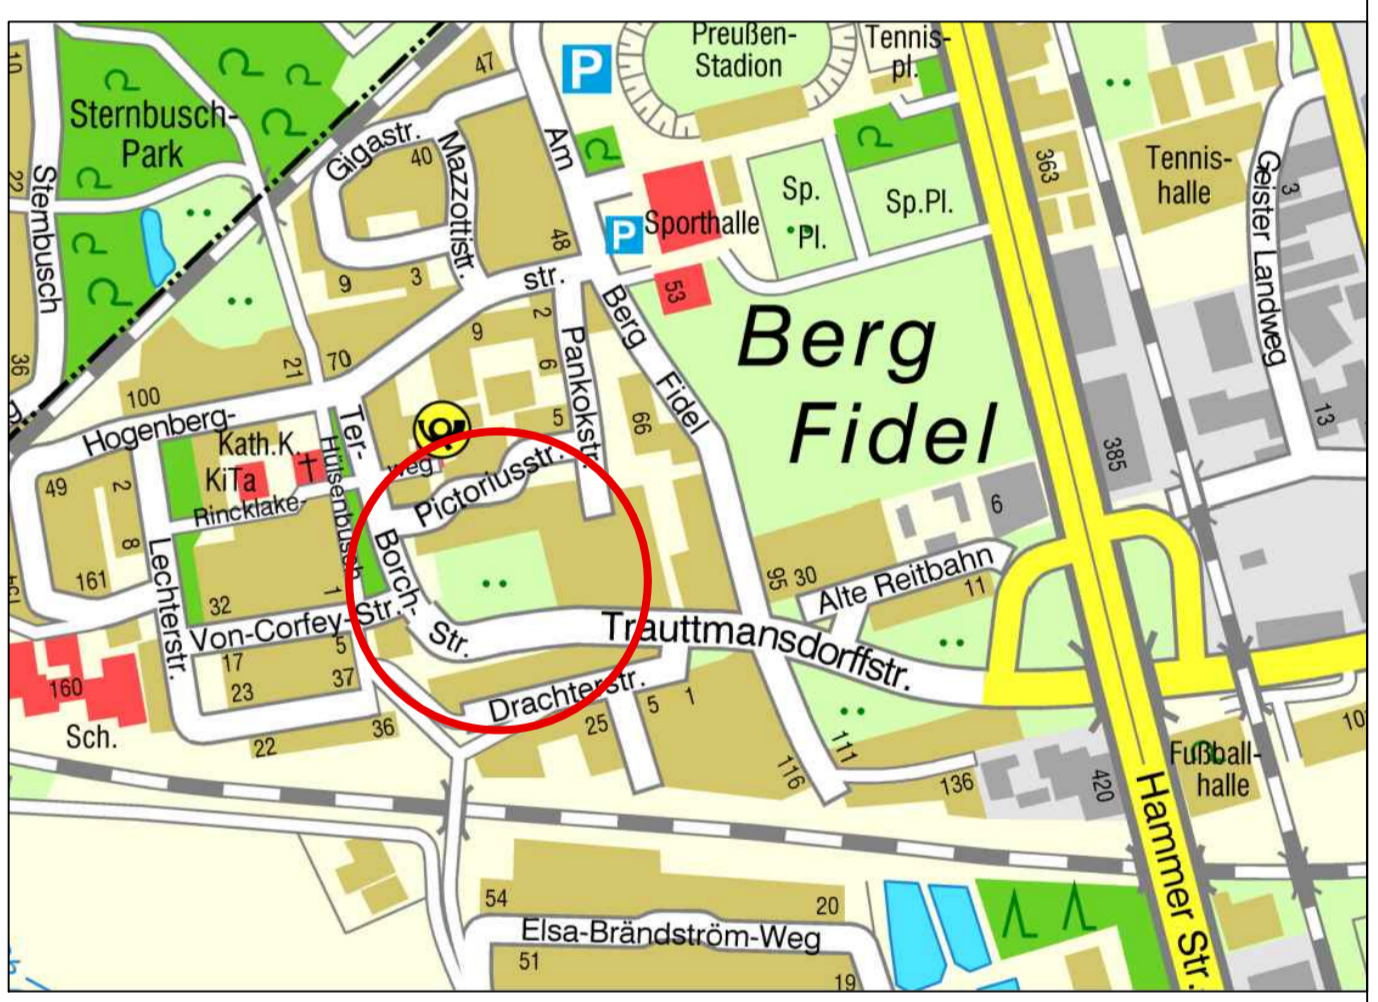 Preußen-
Stadion
Tennis-
pl.
P
47
10
Sternbusch-
Park
Gigastr.
40
Mazzottistr.
Am
363
Tennis-
halle
Geister Landweg
3
22
Sternbusch
Sp.
Pl.
Sp.Pl.
P
Sporthalle
48
9
3
str.
53
2
Berg
Fidel
Berg
Fidel
9
6
Pankokstr.
36
21
70
100
Hogenberg-
Ter-
5
66
13
385
Kath.K.
KiTa
Hülsenbusch
weg
Pictoriusstr.
49
2
Rincklake-
6
8
Lechterstr.
Borch-
Str.
161
32
1
95
30
Alte Reitbahn
11
Von-Corfey-Str.
Trauttmansdorffstr.
17
5
23
37
160
Sch.
Drachterstr.
5
1
25
36
22
116
111
136
420
Fußball-
halle
10
Hammer Str.
54
20
Elsa-Brändström-Weg
51
19